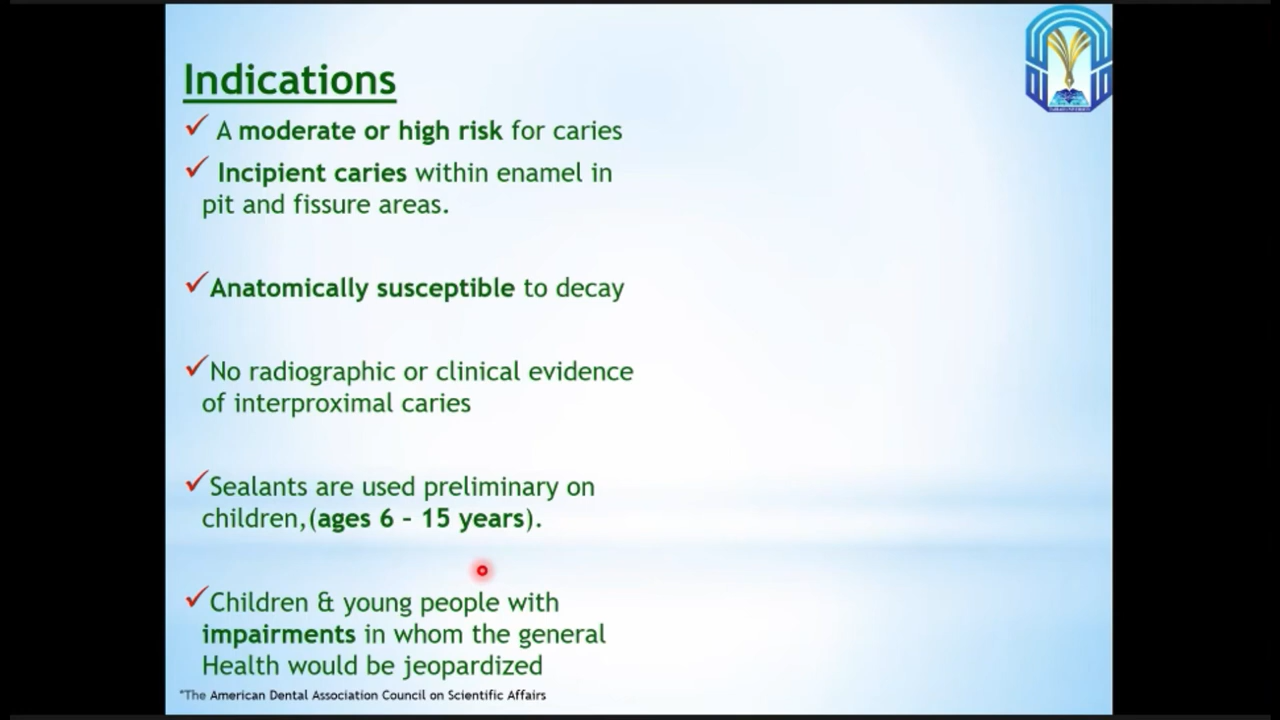 Indications
✓ A moderate or high risk for caries
✓ Incipient caries within enamel in
pit and fissure areas.
✓Anatomically susceptible to decay
✓No radiographic or clinical evidence
of interproximal caries
✓Sealants are used preliminary on
children,(ages 6 – 15 years).
✓Children & young people with
impairments in whom the general
Health would be jeopardized
*The American Dental Association Council on Scientific Affairs